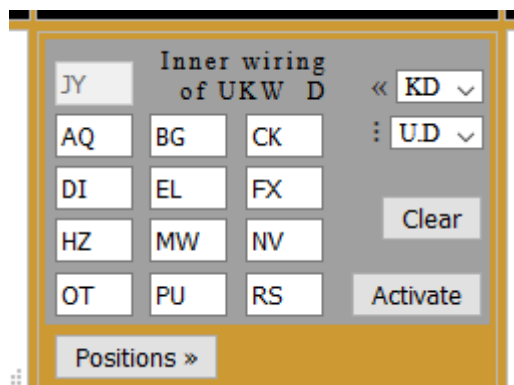 JY Inner wiring « KD
of UKW D
AQ BG CK ⋮ U.D
DI EL FX
Clear
HZ MW NV
OT PU RS Activate
Positions »